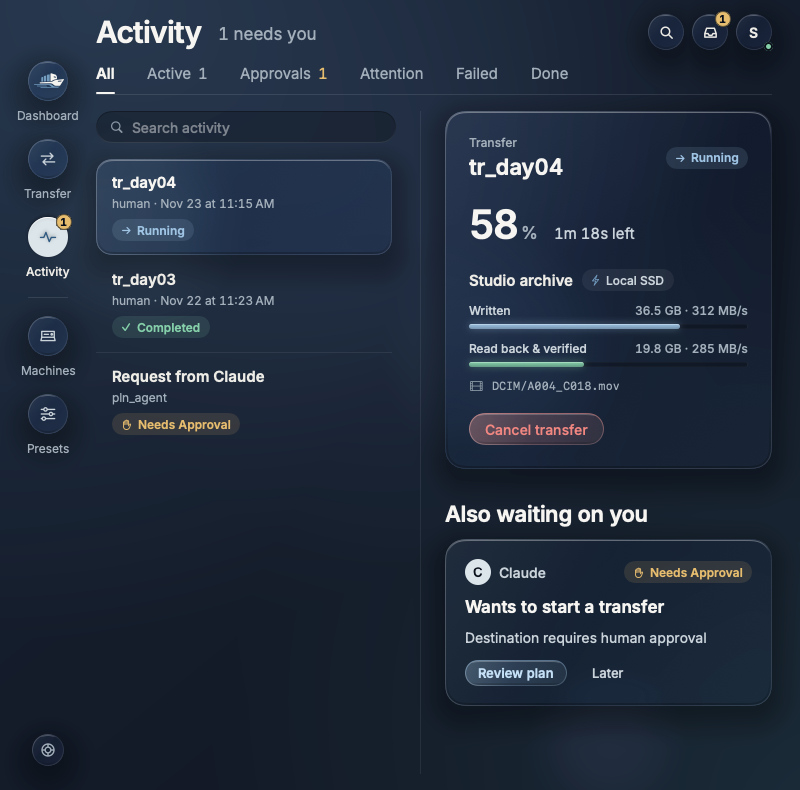 Activity 1 needs you
1
S
All Active 1 Approvals 1 Attention Failed Done
Dashboard
Transfer
1
Activity
Machines
Presets
Search activity
tr_day04
human · Nov 23 at 11:15 AM
Running
tr_day03
human · Nov 22 at 11:23 AM
Completed
Request from Claude
pln_agent
Needs Approval
Transfer
tr_day04
Running
58 % 1m 18s left
Studio archive Local SSD
Written 36.5 GB · 312 MB/s
Read back & verified 19.8 GB · 285 MB/s
DCIM/A004_C018.mov
Cancel transfer
Also waiting on you
C Claude Needs Approval
Wants to start a transfer
Destination requires human approval
Review plan Later